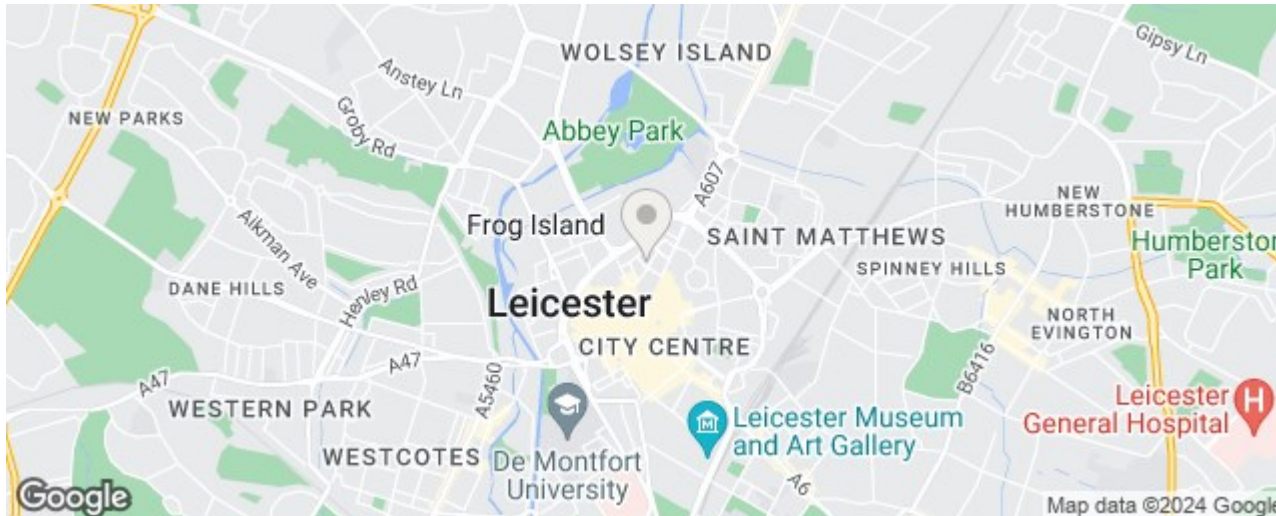 WOLSEY ISLAND
Gipsy Ln
Anstey Ln
NEW PARKS
Groby Rd
Abbey Park
A607
NEW
HUMBERSTONE
Frog Island
SAINT MATTHEWS
Humberston
Park
Aikman Ave
SPINNEY HILLS
DANE HILLS
Henley Rd
Leicester
NORTH
EVINGTON
CITY CENTRE
A47
A47
A5460
B6416
WESTERN PARK
Leicester
General Hospital
H
Leicester Museum
and Art Gallery
M
WESTCOTES
De Montfort
University
A6
Google
Map data ©2024 Google